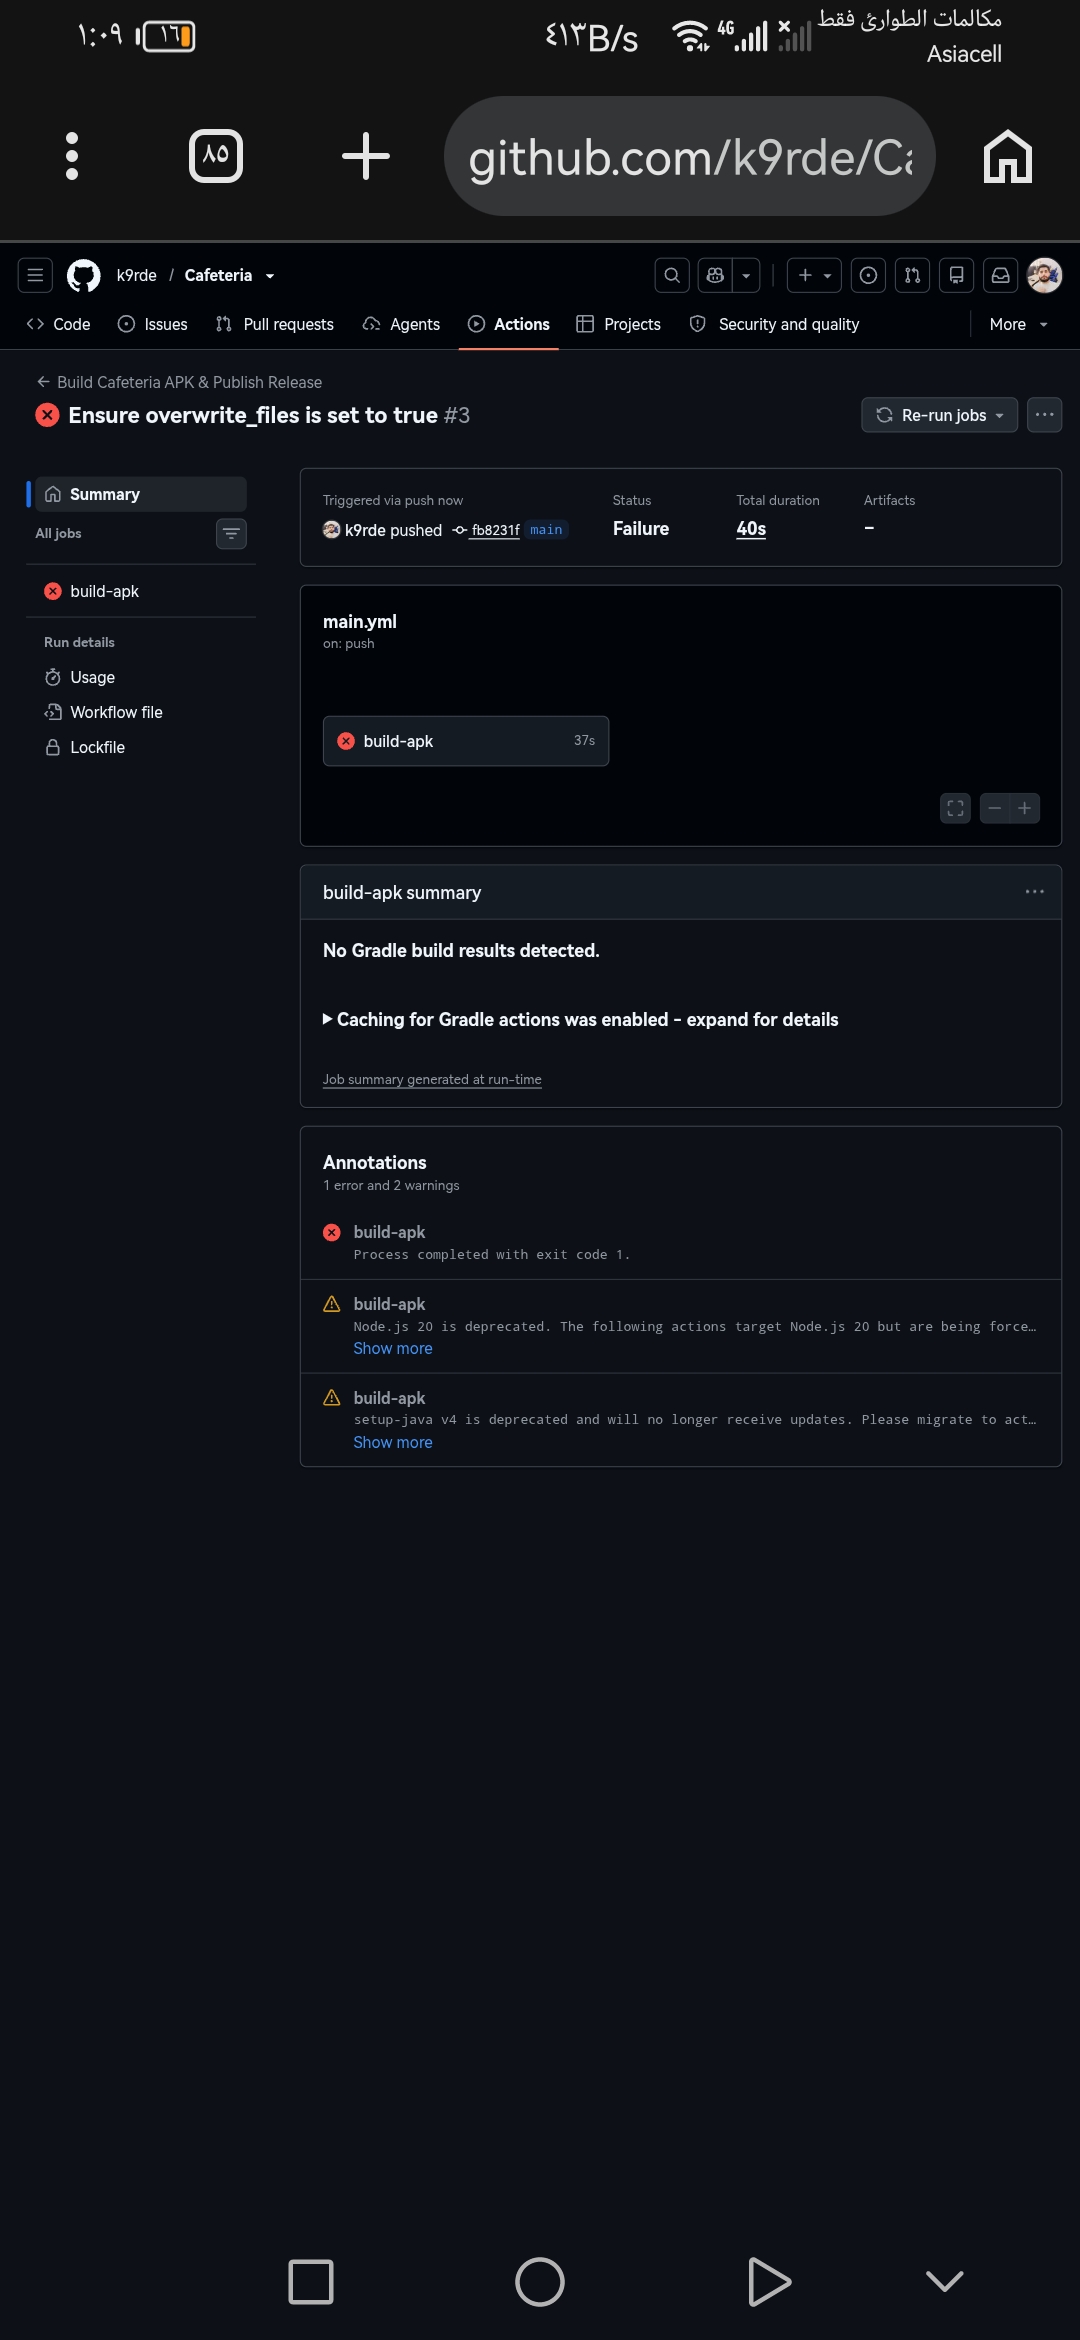 ١:٠٩
١٦
٤١٣B/s
4G
مكالمات الطوارئ فقط
Asiacell
٨٥
github.com/k9rde/Ca
k9rde / Cafeteria
Code
Issues
Pull requests
Agents
Actions
Projects
Security and quality
More
Build Cafeteria APK & Publish Release
Ensure overwrite_files is set to true #3
Re-run jobs
Summary
All jobs
build-apk
Run details
Usage
Workflow file
Lockfile
Triggered via push now
k9rde pushed fb8231f main
Status
Failure
Total duration
40s
Artifacts
–
main.yml
on: push
build-apk 37s
build-apk summary
No Gradle build results detected.
Caching for Gradle actions was enabled - expand for details
Job summary generated at run-time
Annotations
1 error and 2 warnings
build-apk
Process completed with exit code 1.
build-apk
Node.js 20 is deprecated. The following actions target Node.js 20 but are being force…
Show more
build-apk
setup-java v4 is deprecated and will no longer receive updates. Please migrate to act…
Show more